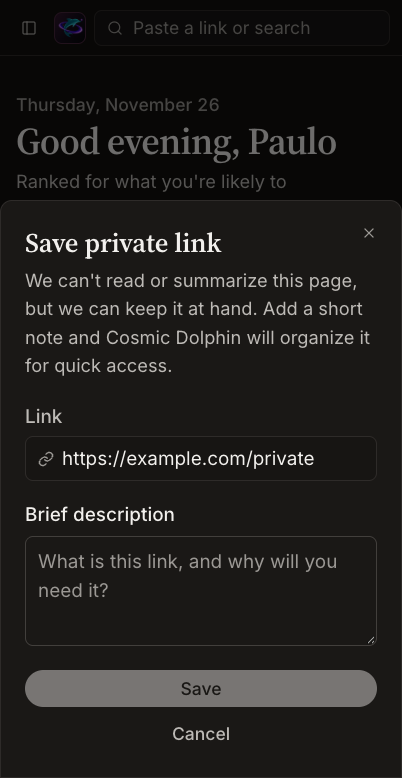 Paste a link or search
Thursday, November 26
Good evening, Paulo
Ranked for what you're likely to
Save private link
We can't read or summarize this page,
but we can keep it at hand. Add a short
note and Cosmic Dolphin will organize it
for quick access.
Link
https://example.com/private
Brief description
What is this link, and why will you
need it?
Save
Cancel